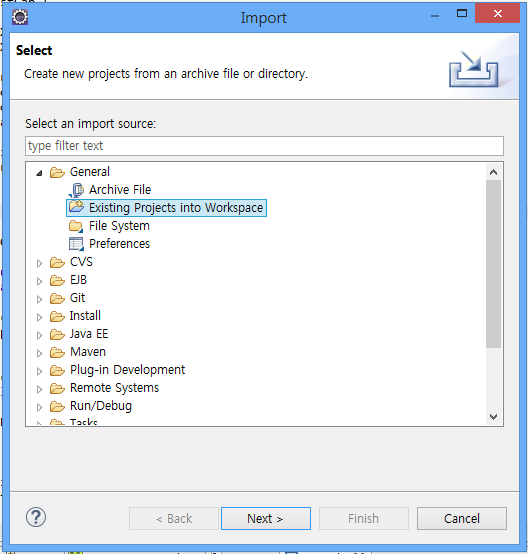 Import
Select
Create new projects from an archive file or directory.
Select an import source:
type filter text
General
Archive File
Existing Projects into Workspace
File System
Preferences
CVS
EJB
Git
Install
Java EE
Maven
Plug-in Development
Remote Systems
Run/Debug
Tasks
< Back
Next >
Finish
Cancel